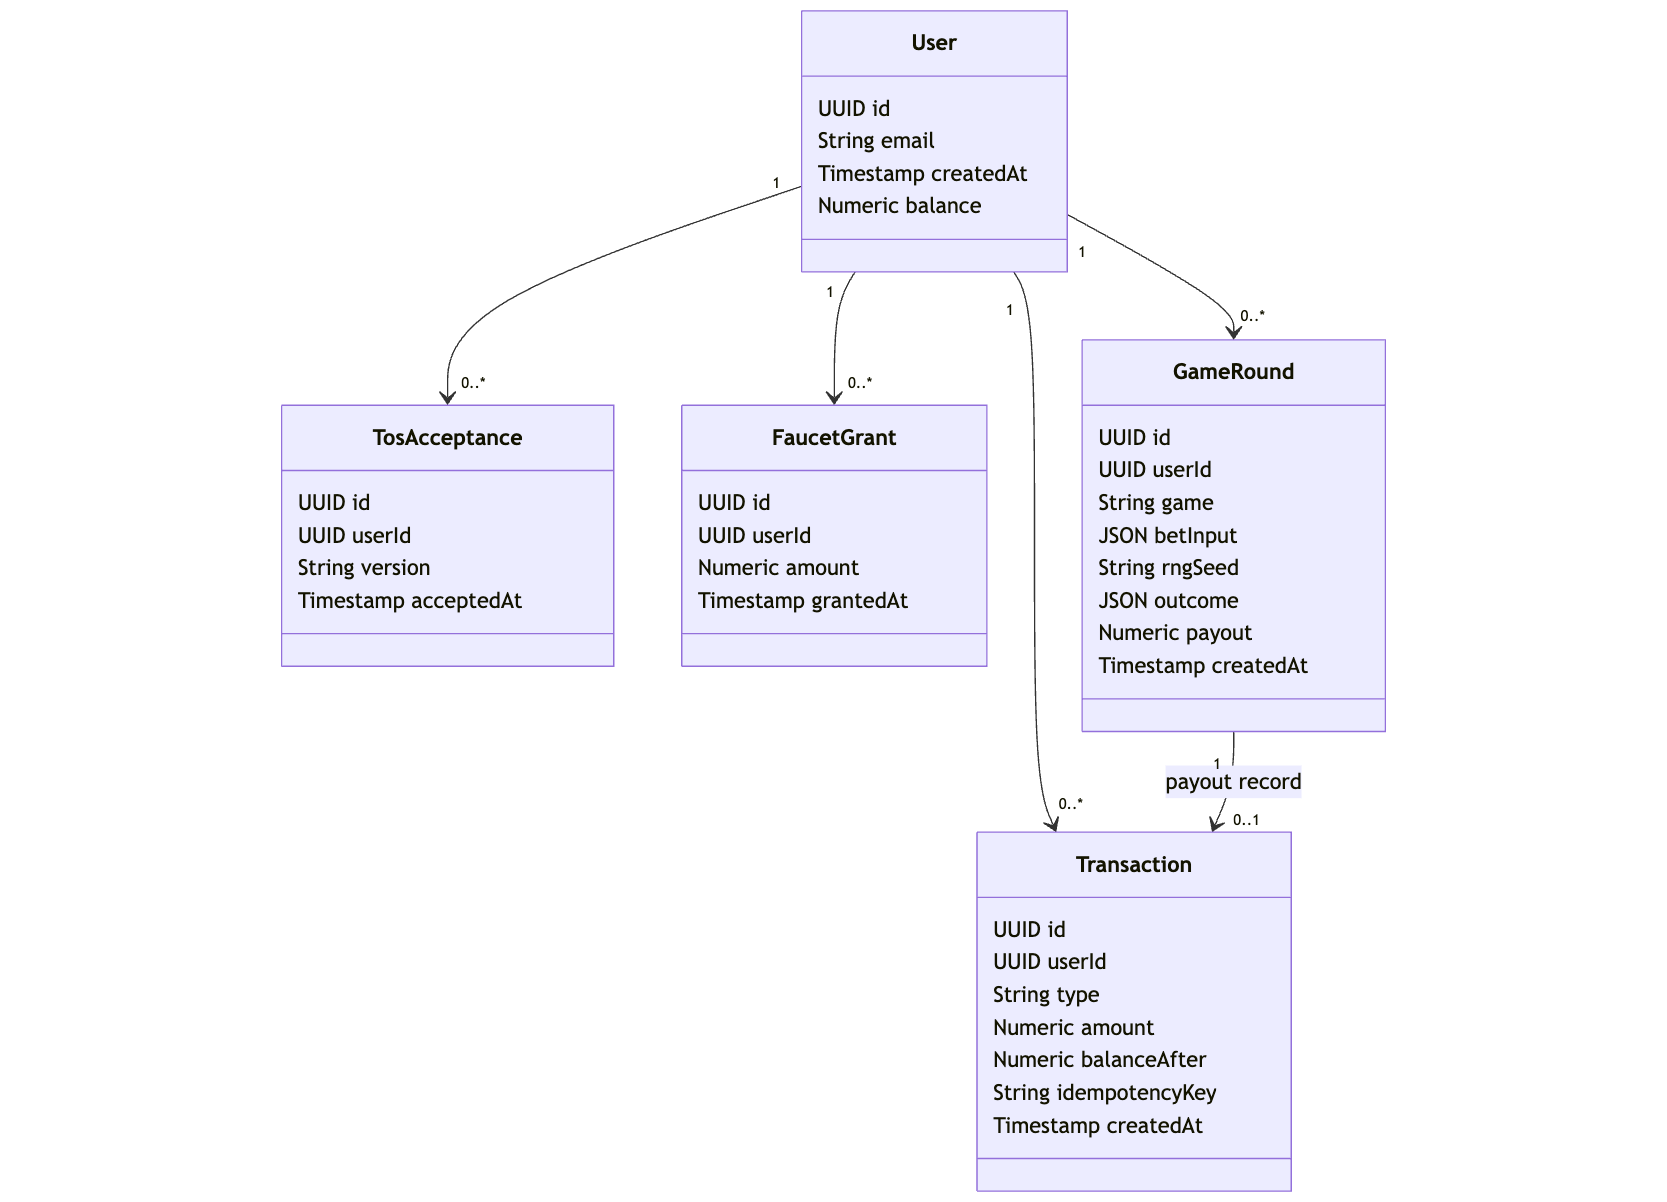 User
UUID id
String email
Timestamp createdAt
Numeric balance
1
1
1
1
0..*
0..*
0..*
0..*
TosAcceptance
UUID id
UUID userId
String version
Timestamp acceptedAt
FaucetGrant
UUID id
UUID userId
Numeric amount
Timestamp grantedAt
GameRound
UUID id
UUID userId
String game
JSON betInput
String rngSeed
JSON outcome
Numeric payout
Timestamp createdAt
1
payout record
0..1
Transaction
UUID id
UUID userId
String type
Numeric amount
Numeric balanceAfter
String idempotencyKey
Timestamp createdAt